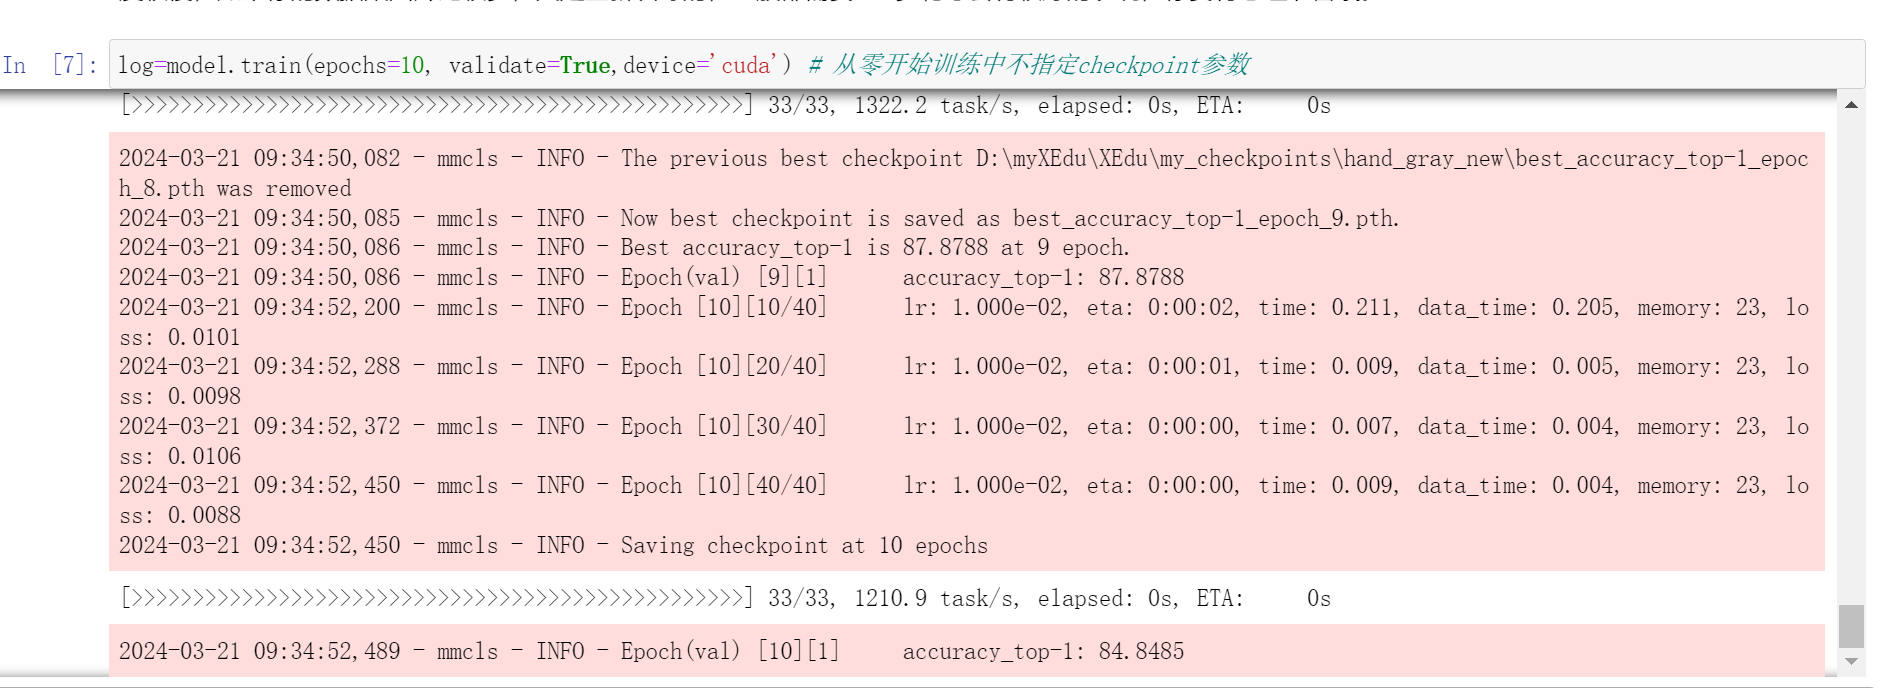 In [7]: log=model.train(epochs=10, validate=True,device='cuda') # 从零开始训练中不指定checkpoint参数
[>>>>>>>>>>>>>>>>>>>>>>>>>>>>>>>>>>>>>>>>>>>>>>>>>>] 33/33, 1322.2 task/s, elapsed: 0s, ETA:     0s
2024-03-21 09:34:50,082 - mmcls - INFO - The previous best checkpoint D:\myXEdu\XEdu\my_checkpoints\hand_gray_new\best_accuracy_top-1_epoc
h_8.pth was removed
2024-03-21 09:34:50,085 - mmcls - INFO - Now best checkpoint is saved as best_accuracy_top-1_epoch_9.pth.
2024-03-21 09:34:50,086 - mmcls - INFO - Best accuracy_top-1 is 87.8788 at 9 epoch.
2024-03-21 09:34:50,086 - mmcls - INFO - Epoch(val) [9][1]      accuracy_top-1: 87.8788
2024-03-21 09:34:52,200 - mmcls - INFO - Epoch [10][10/40]      lr: 1.000e-02, eta: 0:00:02, time: 0.211, data_time: 0.205, memory: 23, lo
ss: 0.0101
2024-03-21 09:34:52,288 - mmcls - INFO - Epoch [10][20/40]      lr: 1.000e-02, eta: 0:00:01, time: 0.009, data_time: 0.005, memory: 23, lo
ss: 0.0098
2024-03-21 09:34:52,372 - mmcls - INFO - Epoch [10][30/40]      lr: 1.000e-02, eta: 0:00:00, time: 0.007, data_time: 0.004, memory: 23, lo
ss: 0.0106
2024-03-21 09:34:52,450 - mmcls - INFO - Epoch [10][40/40]      lr: 1.000e-02, eta: 0:00:00, time: 0.009, data_time: 0.004, memory: 23, lo
ss: 0.0088
2024-03-21 09:34:52,450 - mmcls - INFO - Saving checkpoint at 10 epochs
[>>>>>>>>>>>>>>>>>>>>>>>>>>>>>>>>>>>>>>>>>>>>>>>>>>] 33/33, 1210.9 task/s, elapsed: 0s, ETA:     0s
2024-03-21 09:34:52,489 - mmcls - INFO - Epoch(val) [10][1]     accuracy_top-1: 84.8485